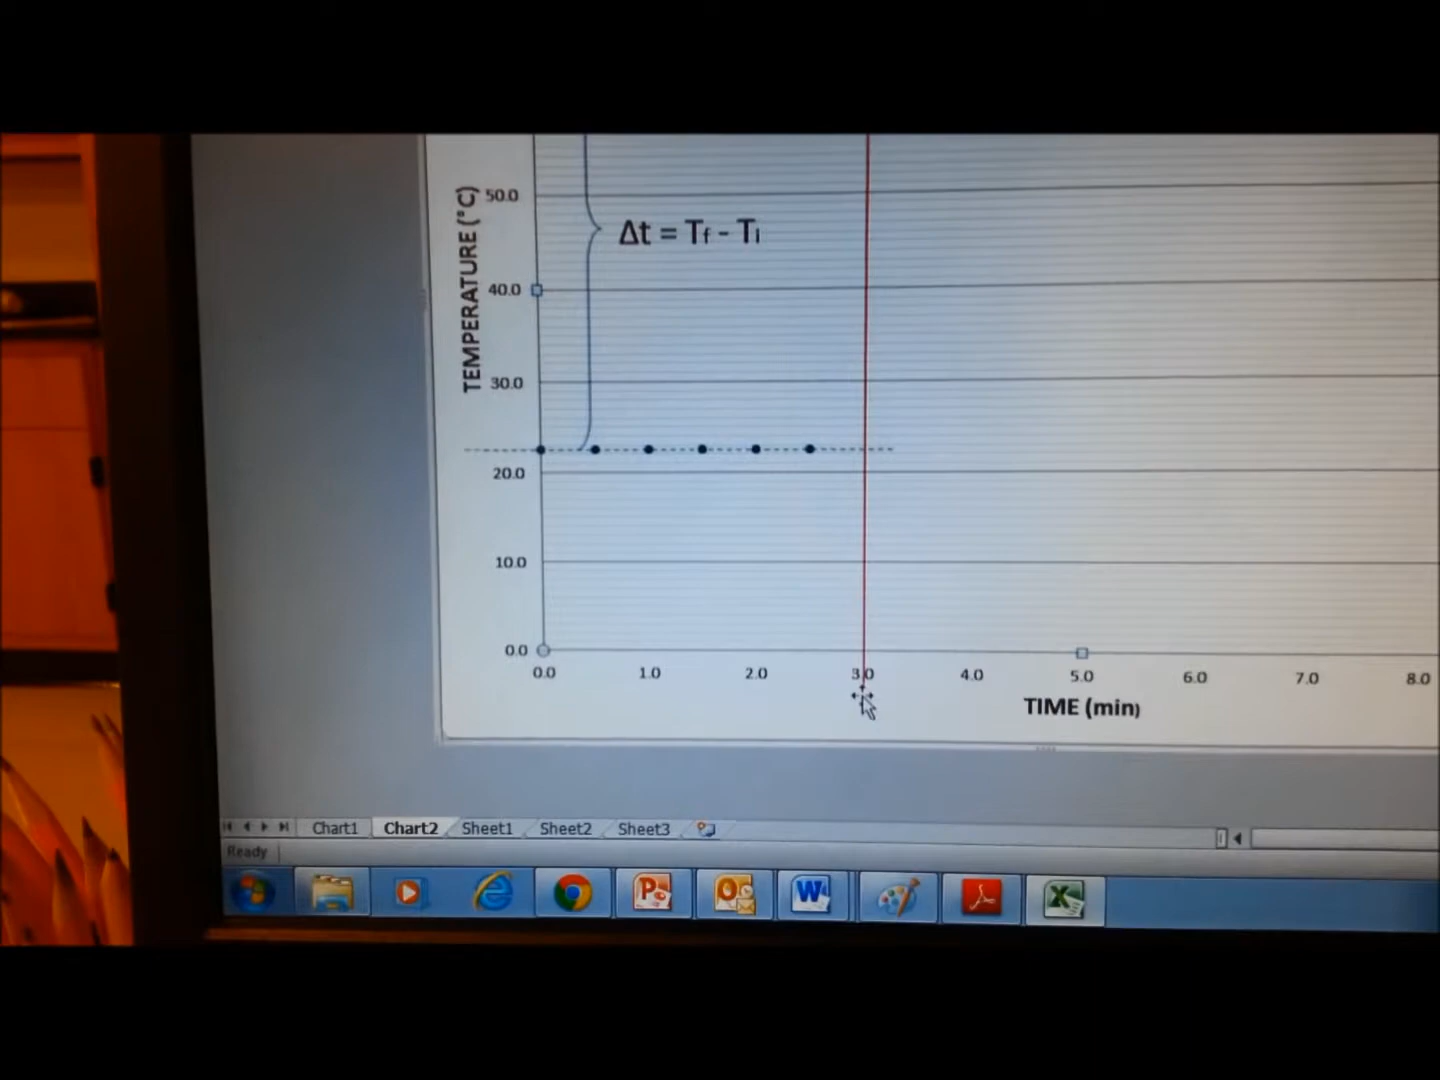 TEMPERATURE (°C)
50.0
Δt = Tf - Ti
40.0
30.0
20.0
10.0
0.0
0.0 1.0 2.0 3.0 4.0 5.0 6.0 7.0 8.0
TIME (min)
Chart1 Chart2 Sheet1 Sheet2 Sheet3
Ready